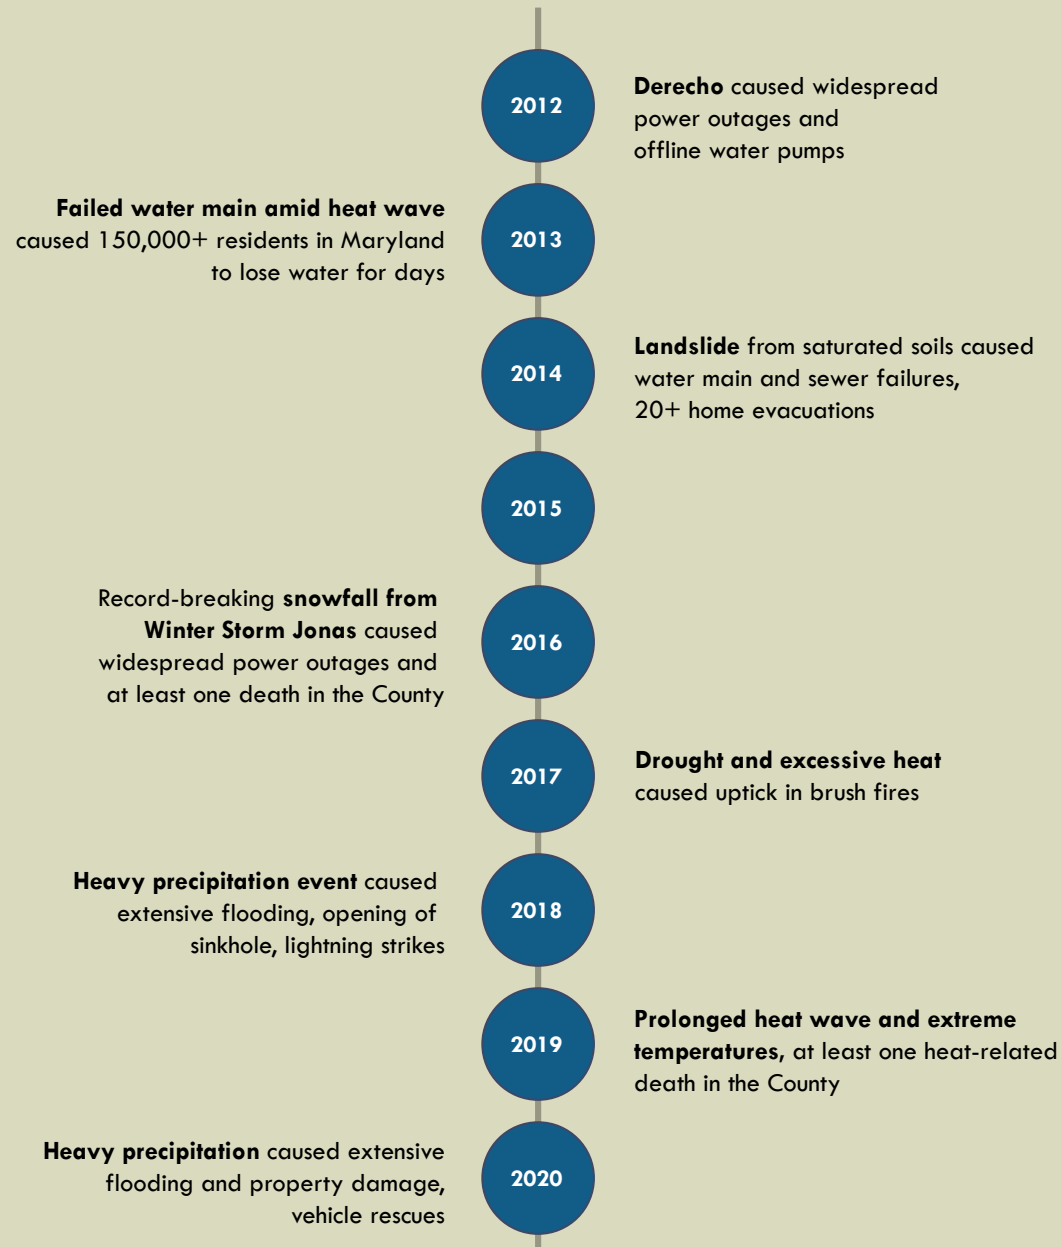 2012
Derecho caused widespread
power outages and
offline water pumps
Failed water main amid heat wave
caused 150,000+ residents in Maryland
to lose water for days
2013
2014
Landslide from saturated soils caused
water main and sewer failures,
20+ home evacuations
2015
Record-breaking snowfall from
Winter Storm Jonas caused
widespread power outages and
at least one death in the County
2016
2017
Drought and excessive heat
caused uptick in brush fires
Heavy precipitation event caused
extensive flooding, opening of
sinkhole, lightning strikes
2018
2019
Prolonged heat wave and extreme
temperatures, at least one heat-related
death in the County
Heavy precipitation caused extensive
flooding and property damage,
vehicle rescues
2020